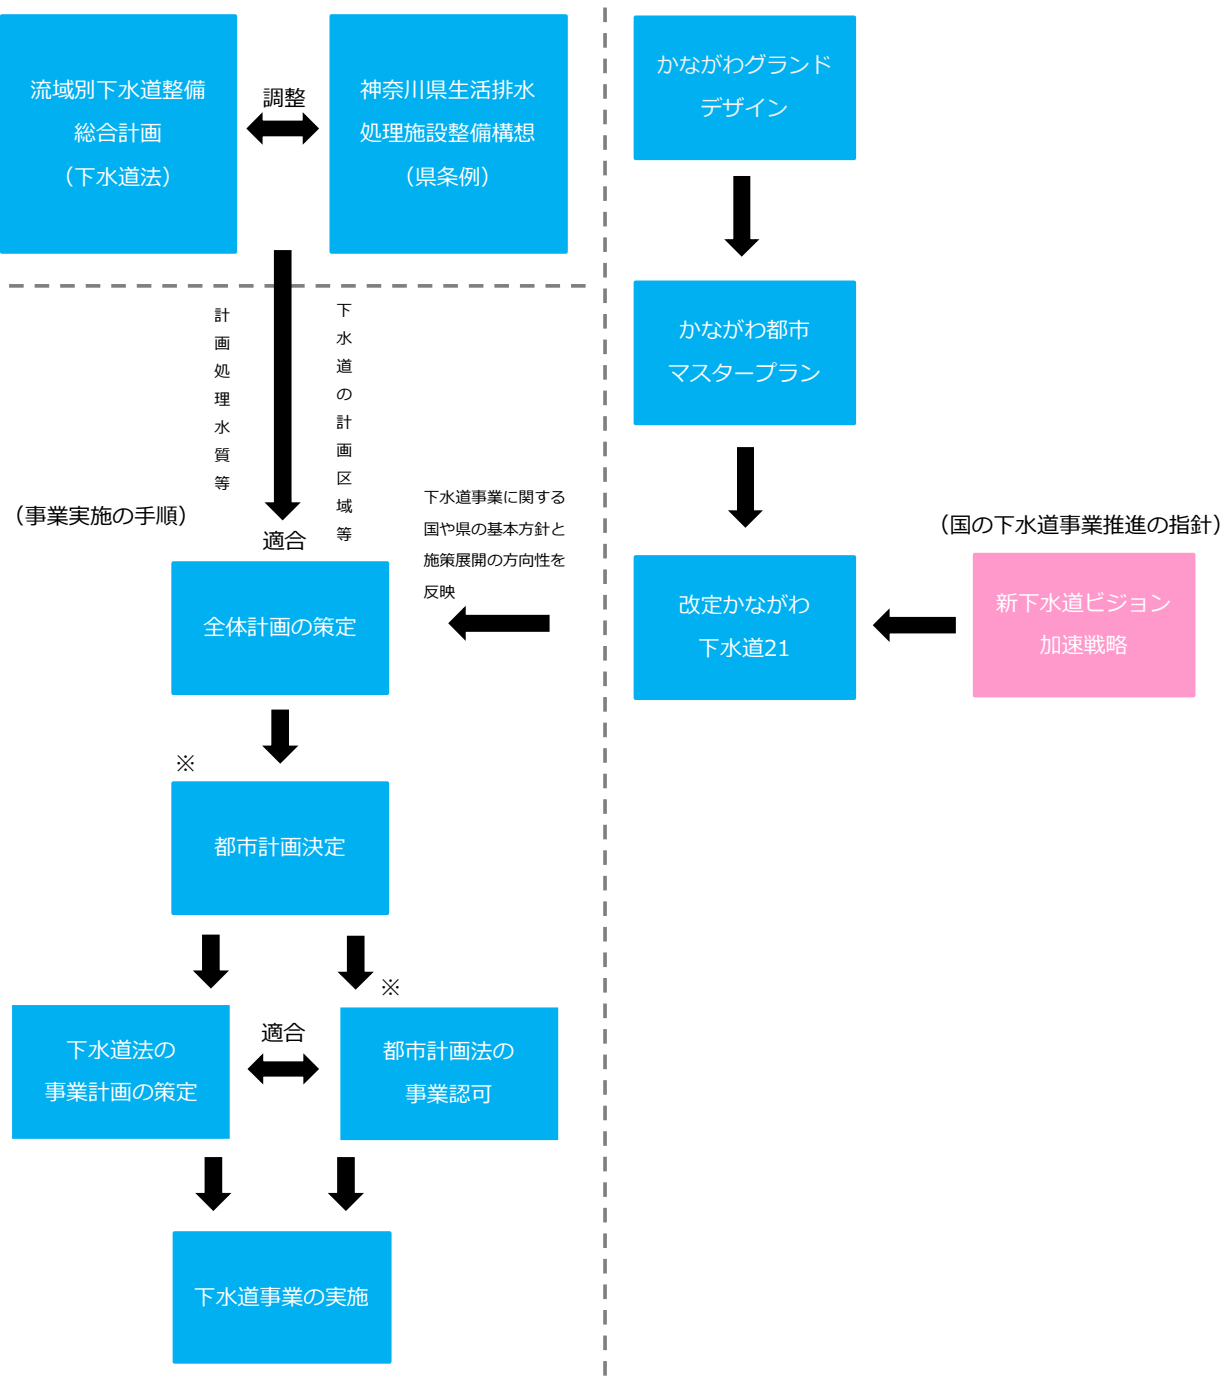 流域別下水道整備
総合計画
（下水道法）
調整
神奈川県生活排水
処理施設整備構想
（県条例）
計画処理水質等
下水道の計画区域等
（事業実施の手順）
適合
下水道事業に関する
国や県の基本方針と
施策展開の方向性を
反映
全体計画の策定
※
都市計画決定
※
下水道法の
事業計画の策定
適合
都市計画法の
事業認可
下水道事業の実施
かながわグランド
デザイン
かながわ都市
マスタープラン
改定かながわ
下水道21
（国の下水道事業推進の指針）
新下水道ビジョン
加速戦略